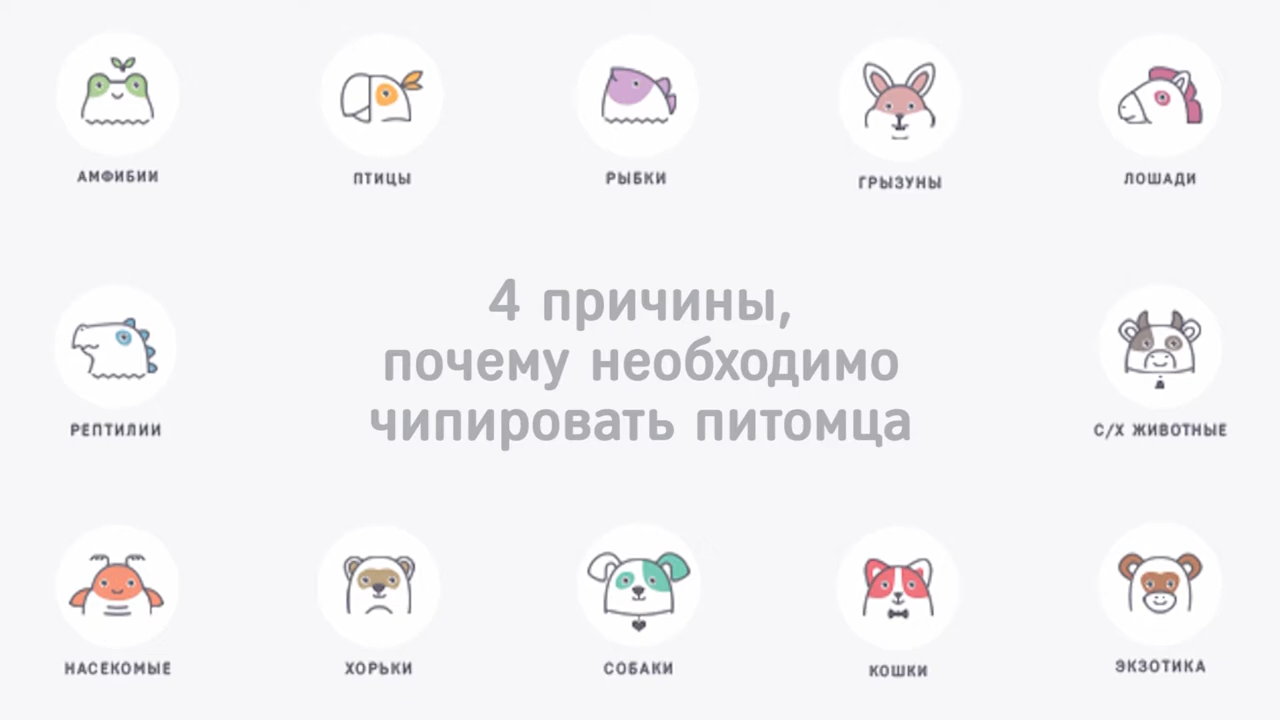 АМФИБИИ
ПТИЦЫ
РЫБКИ
ГРЫЗУНЫ
ЛОШАДИ
4 причины,
почему необходимо
чипировать питомца
РЕПТИЛИИ
С/Х ЖИВОТНЫЕ
НАСЕКОМЫЕ
ХОРЬКИ
СОБАКИ
КОШКИ
ЭКЗОТИКА